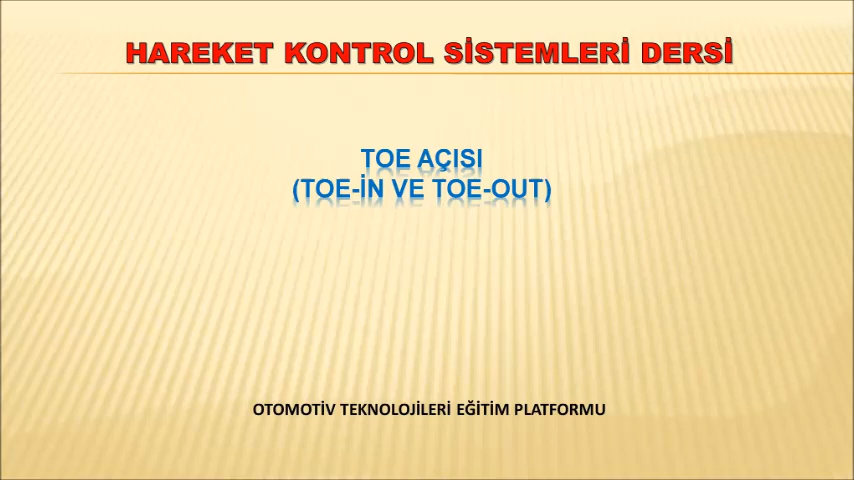 HAREKET KONTROL SİSTEMLERİ DERSİ
TOE AÇISI
(TOE-İN VE TOE-OUT)
OTOMOTİV TEKNOLOJİLERİ EĞİTİM PLATFORMU